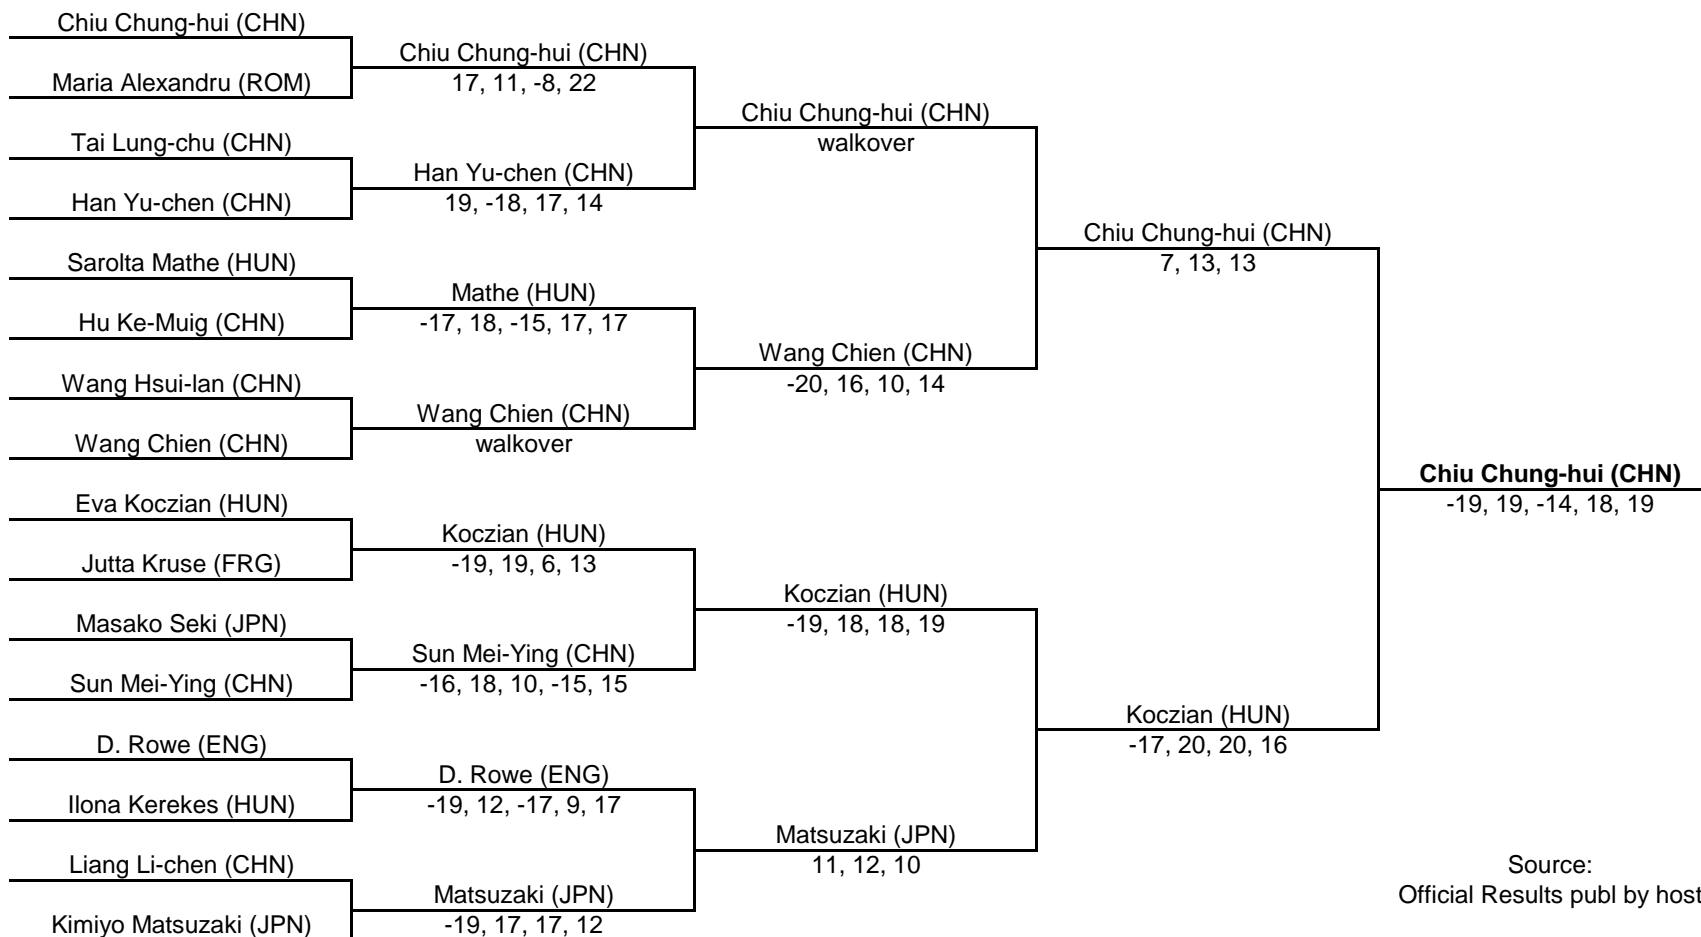 Chiu Chung-hui (CHN)
Maria Alexandru (ROM)
Tai Lung-chu (CHN)
Han Yu-chen (CHN)
Sarolta Mathe (HUN)
Hu Ke-Muig (CHN)
Wang Hsui-lan (CHN)
Wang Chien (CHN)
Eva Koczian (HUN)
Jutta Kruse (FRG)
Masako Seki (JPN)
Sun Mei-Ying (CHN)
D. Rowe (ENG)
Ilona Kerekes (HUN)
Liang Li-chen (CHN)
Kimiyo Matsuzaki (JPN)
Chiu Chung-hui (CHN)
17, 11, -8, 22
Han Yu-chen (CHN)
19, -18, 17, 14
Mathe (HUN)
-17, 18, -15, 17, 17
Wang Chien (CHN)
walkover
Koczian (HUN)
-19, 19, 6, 13
Sun Mei-Ying (CHN)
-16, 18, 10, -15, 15
D. Rowe (ENG)
-19, 12, -17, 9, 17
Matsuzaki (JPN)
-19, 17, 17, 12
Chiu Chung-hui (CHN)
walkover
Wang Chien (CHN)
-20, 16, 10, 14
Koczian (HUN)
-19, 18, 18, 19
Matsuzaki (JPN)
11, 12, 10
Chiu Chung-hui (CHN)
7, 13, 13
Koczian (HUN)
-17, 20, 20, 16
Chiu Chung-hui (CHN)
-19, 19, -14, 18, 19
Source:
Official Results publ by host